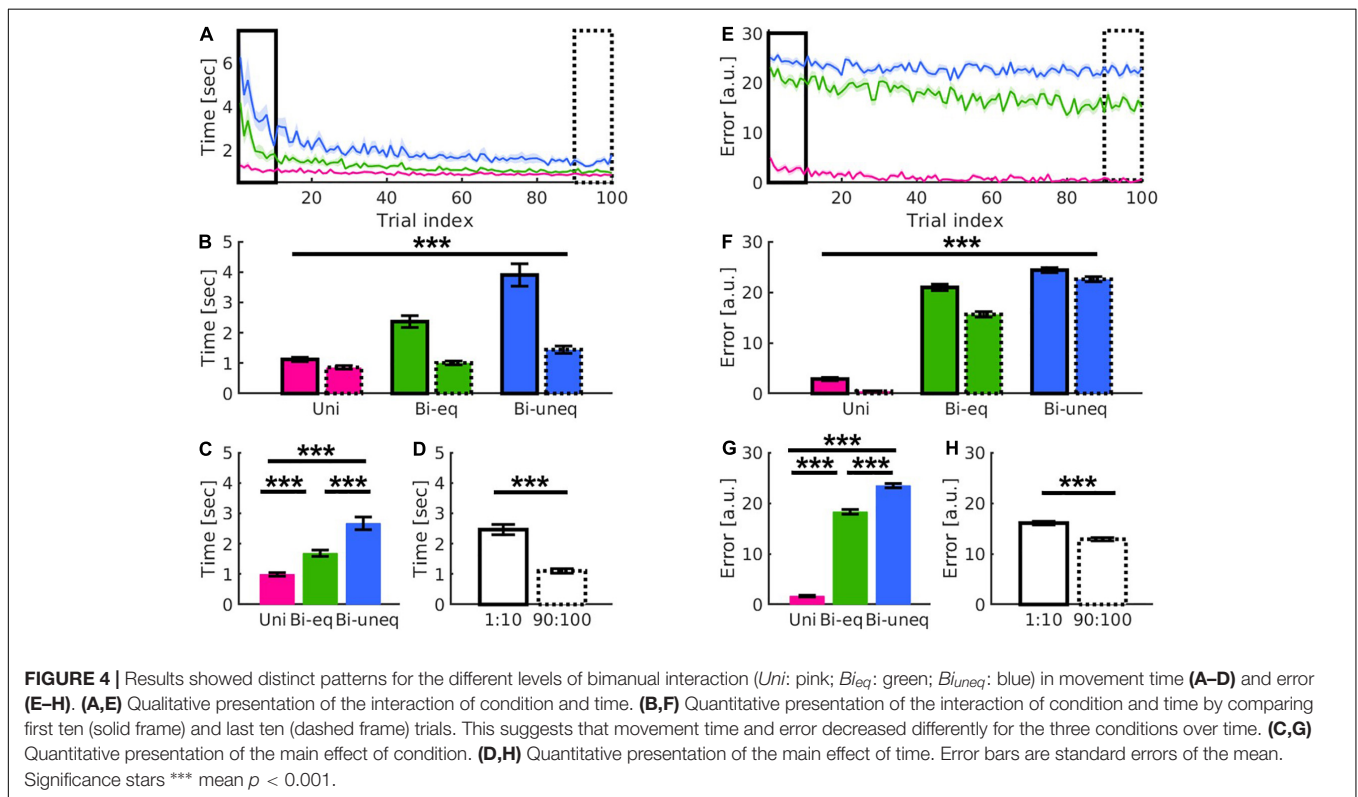 A
E
Time [sec]
6
4
2
20 40 60 80 100
Trial index
Error [a.u.]
30
20
10
0
20 40 60 80 100
Trial index
B
F
Time [sec]
5
4
3
2
1
0
***
Uni Bi-eq Bi-uneq
Error [a.u.]
30
20
10
0
***
Uni Bi-eq Bi-uneq
C
Time [sec]
5
4
3
2
1
0
***
*** ***
Uni Bi-eq Bi-uneq
D
Time [sec]
5
4
3
2
1
0
***
1:10 90:100
G
Error [a.u.]
30
20
10
0
***
*** ***
Uni Bi-eq Bi-uneq
H
Error [a.u.]
30
20
10
0
***
1:10 90:100
FIGURE 4 | Results showed distinct patterns for the different levels of bimanual interaction (Uni: pink; Bieq: green; Biuneq: blue) in movement time (A–D) and error
(E–H). (A,E) Qualitative presentation of the interaction of condition and time. (B,F) Quantitative presentation of the interaction of condition and time by comparing
first ten (solid frame) and last ten (dashed frame) trials. This suggests that movement time and error decreased differently for the three conditions over time. (C,G)
Quantitative presentation of the main effect of condition. (D,H) Quantitative presentation of the main effect of time. Error bars are standard errors of the mean.
Significance stars *** mean p < 0.001.